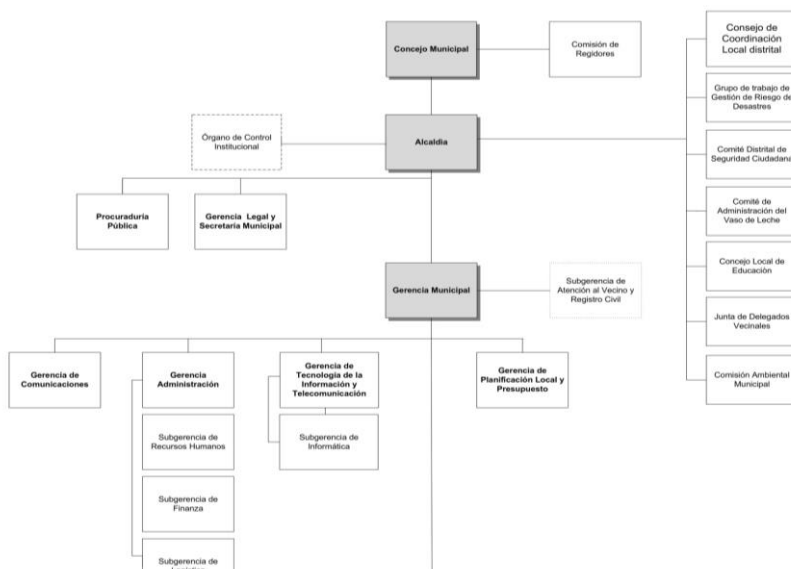 Concejo Municipal
Comisión de
Regidores
Consejo de
Coordinación
Local distrital
Grupo de trabajo de
Gestión de Riesgo de
Desastres
Órgano de Control
Institucional
Alcaldia
Comité Distrital de
Seguridad Ciudadana
Procuraduría
Pública
Gerencia Legal y
Secretaría Municipal
Comité de
Administración del
Vaso de Leche
Gerencia Municipal
Subgerencia de
Atención al Vecino y
Registro Civil
Concejo Local de
Educación
Junta de Delegados
Vecinales
Comisión Ambiental
Municipal
Gerencia de
Comunicaciones
Gerencia
Administración
Gerencia de
Tecnología de la
Información y
Telecomunicación
Gerencia de
Planificación Local y
Presupuesto
Subgerencia de
Recursos Humanos
Subgerencia de
Informática
Subgerencia de
Finanza
Subgerencia de